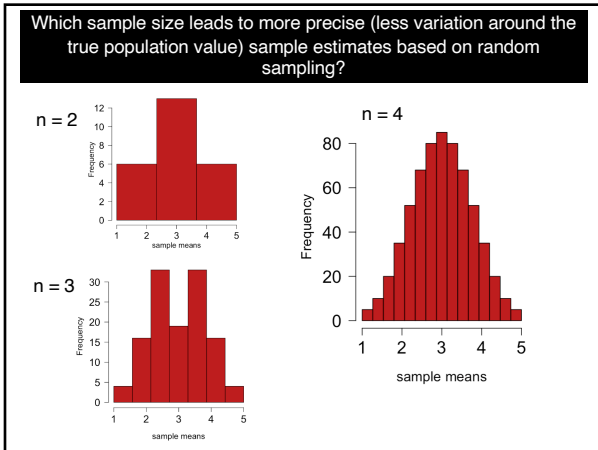 Which sample size leads to more precise (less variation around the
true population value) sample estimates based on random
sampling?
n = 2
12
10
8
6
4
2
0
Frequency
1 2 3 4 5
sample means
n = 3
30
25
20
15
10
5
0
Frequency
1 2 3 4 5
sample means
n = 4
80
60
40
20
0
Frequency
1 2 3 4 5
sample means